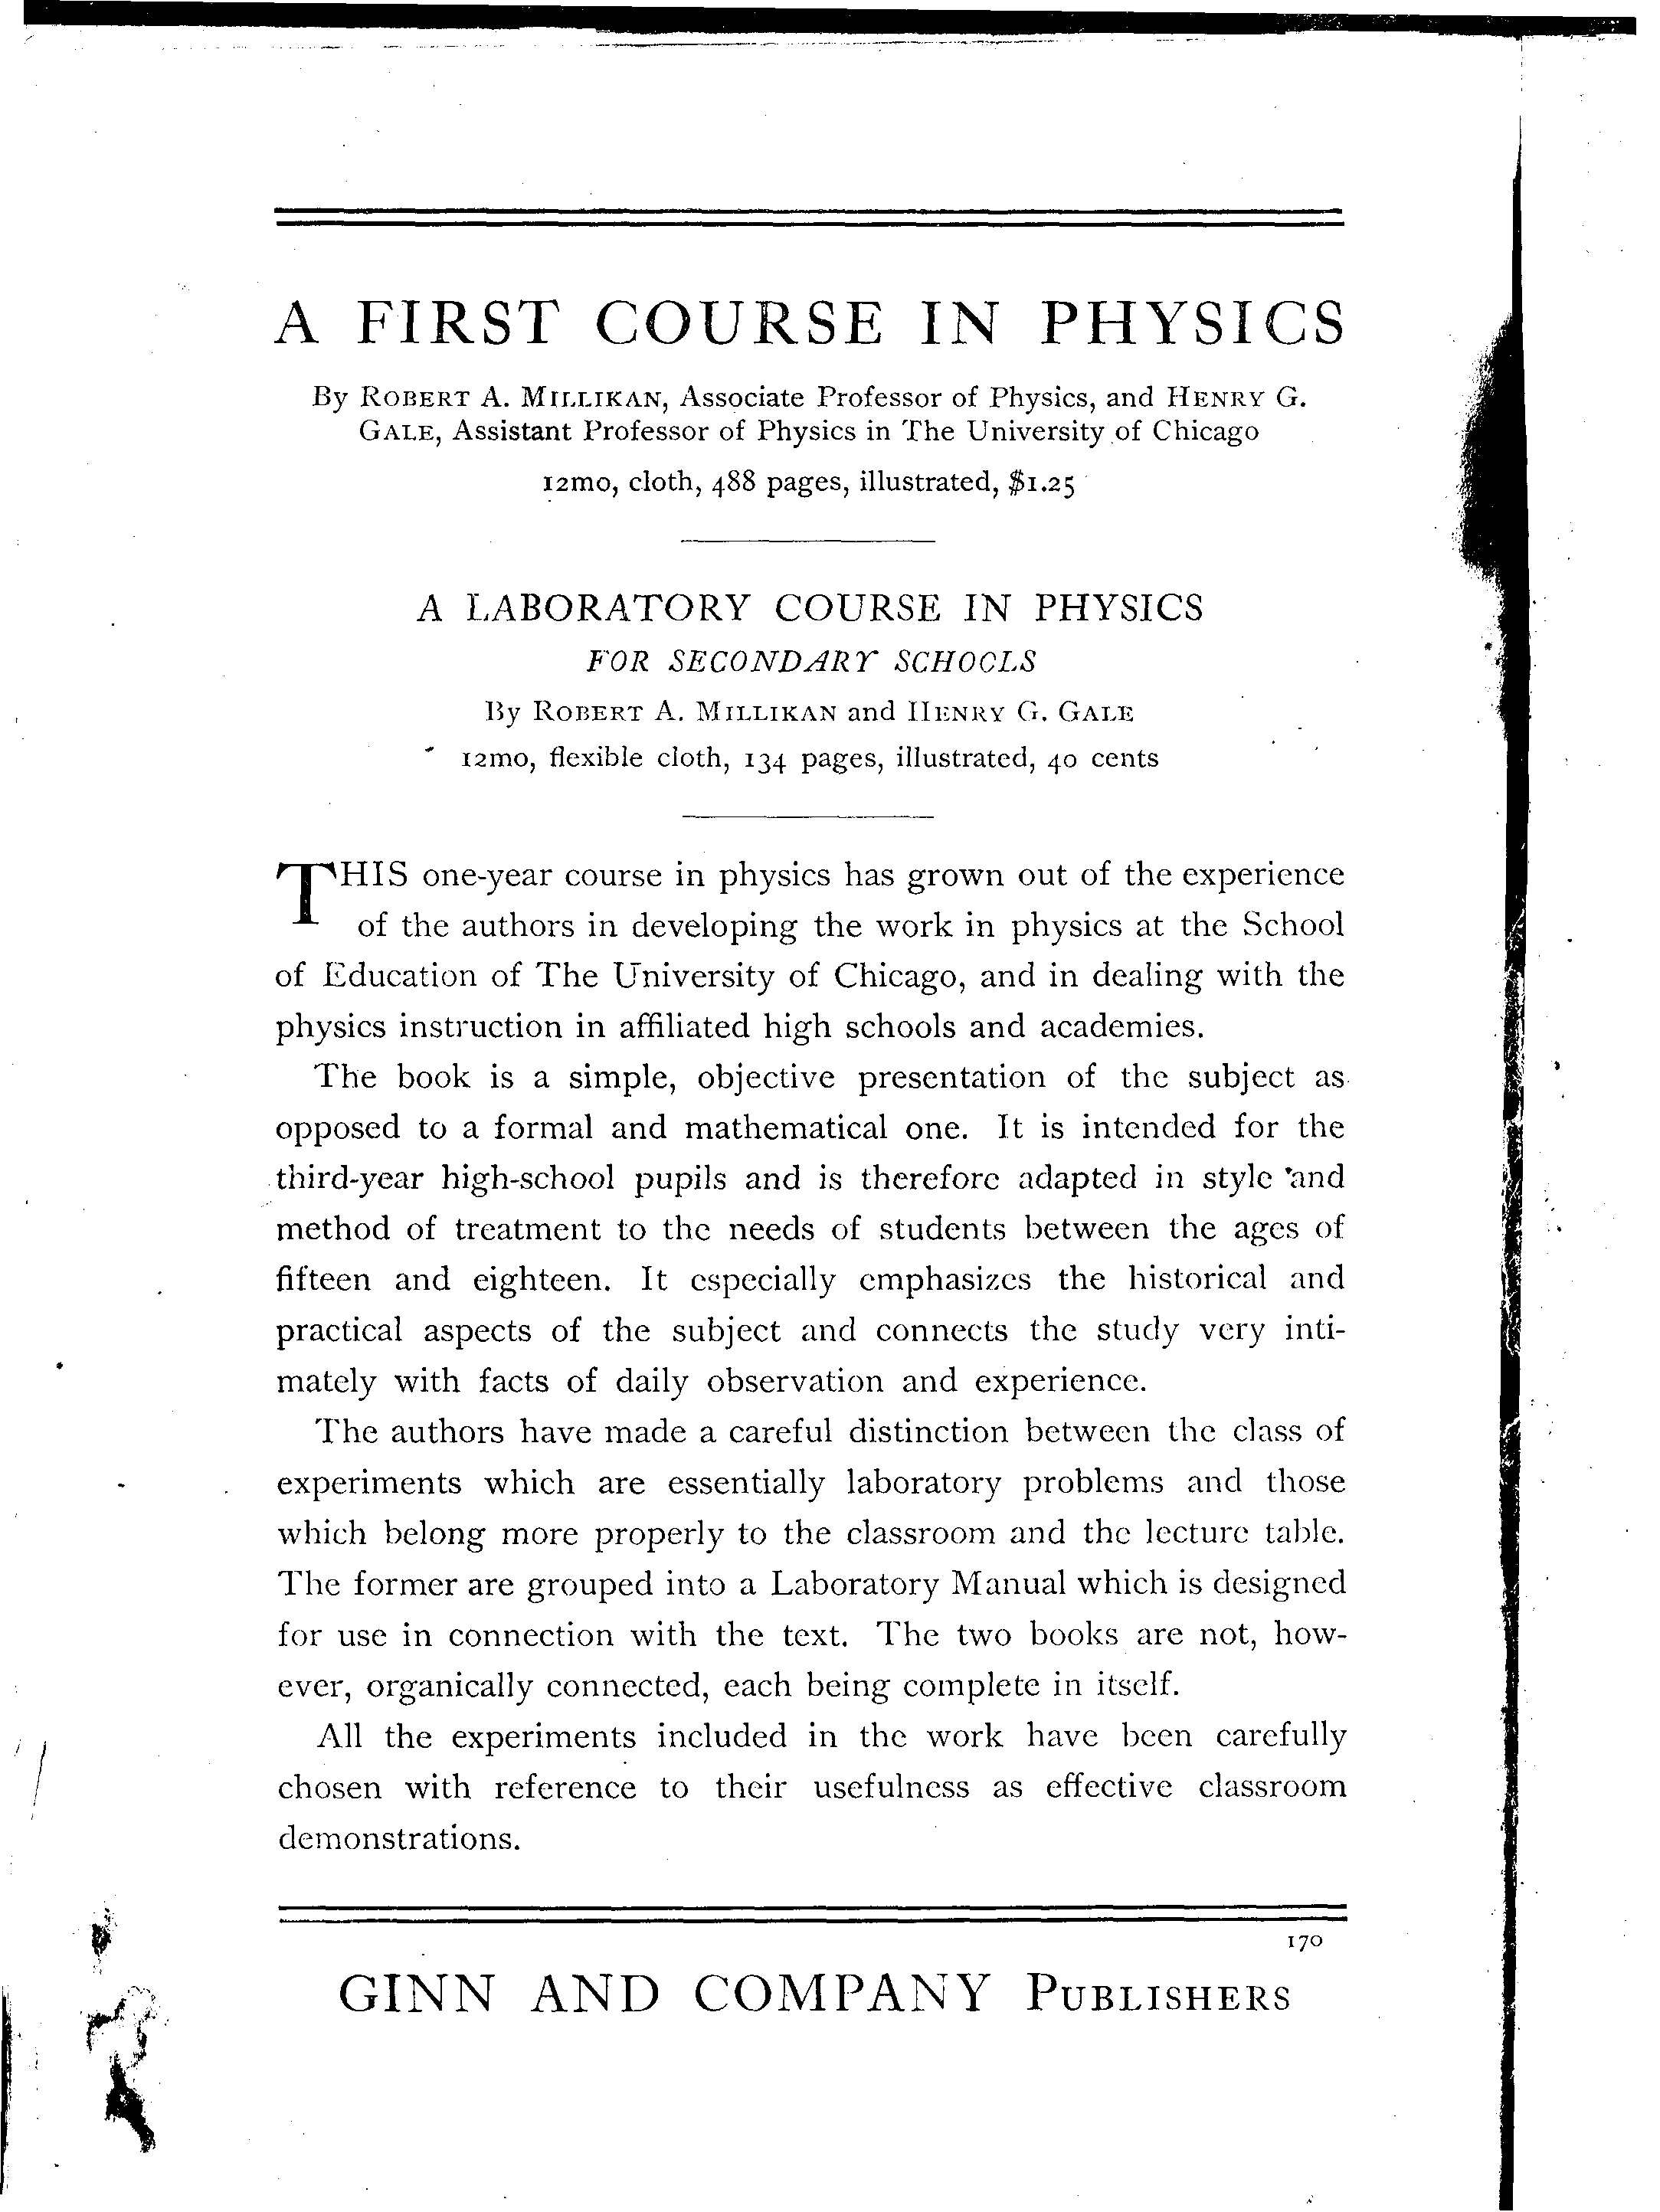 A FIRST COURSE IN PHYSICS
By ROBERT A. MILLIKAN, Associate Professor of Physics, and HENRY G.
GALE, Assistant Professor of Physics in The University of Chicago
12mo, cloth, 488 pages, illustrated, $1.25
A LABORATORY COURSE IN PHYSICS
FOR SECONDARY SCHOOLS
By ROBERT A. MILLIKAN and HENRY G. GALE
12mo, flexible cloth, 134 pages, illustrated, 40 cents
THIS one-year course in physics has grown out of the experience
of the authors in developing the work in physics at the School
of Education of The University of Chicago, and in dealing with the
physics instruction in affiliated high schools and academies.
The book is a simple, objective presentation of the subject as
opposed to a formal and mathematical one. It is intended for the
third-year high-school pupils and is therefore adapted in style and
method of treatment to the needs of students between the ages of
fifteen and eighteen. It especially emphasizes the historical and
practical aspects of the subject and connects the study very inti-
mately with facts of daily observation and experience.
The authors have made a careful distinction between the class of
experiments which are essentially laboratory problems and those
which belong more properly to the classroom and the lecture table.
The former are grouped into a Laboratory Manual which is designed
for use in connection with the text. The two books are not, how-
ever, organically connected, each being complete in itself.
All the experiments included in the work have been carefully
chosen with reference to their usefulness as effective classroom
demonstrations.
170
GINN AND COMPANY PUBLISHERS